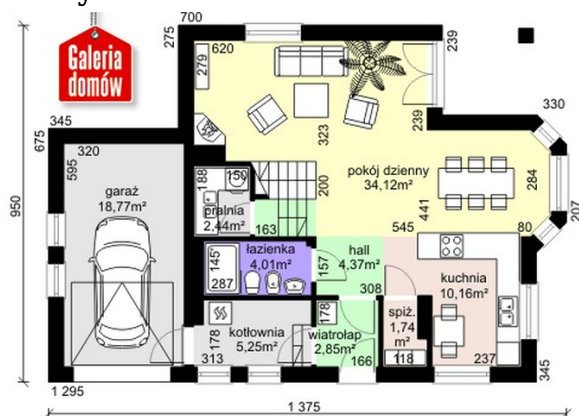 700
275
620
239
Galeria
domów
279
323
239
330
345
675
320
595
garaż
18,77m²
188
150
pralnia
2,44m²
200
pokój dzienny
34,12m²
441
284
207
950
163
545
80
145
287
łazienka
4,01m²
157
hall
4,37m²
308
kuchnia
10,16m²
178
kotłownia
5,25m²
313
178
wiatrołap
2,85m²
166
spiż.
1,74
m²
118
237
345
1 295
1 375